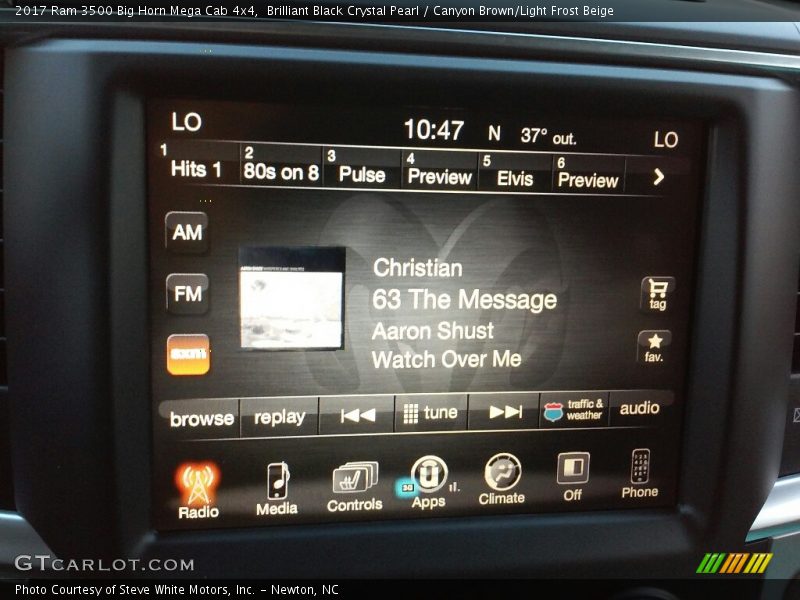 2017 Ram 3500 Big Horn Mega Cab 4x4, Brilliant Black Crystal Pearl / Canyon Brown/Light Frost Beige
LO 10:47 N 37° out. LO
1 Hits 1 2 80s on 8 3 Pulse 4 Preview 5 Elvis 6 Preview
AM
FM
sxm
Christian
63 The Message
Aaron Shust
Watch Over Me
tag
fav.
browse replay tune traffic & weather audio
Radio Media Controls 3G Apps Climate Off Phone
GTCARLOT.COM
Photo Courtesy of Steve White Motors, Inc. – Newton, NC